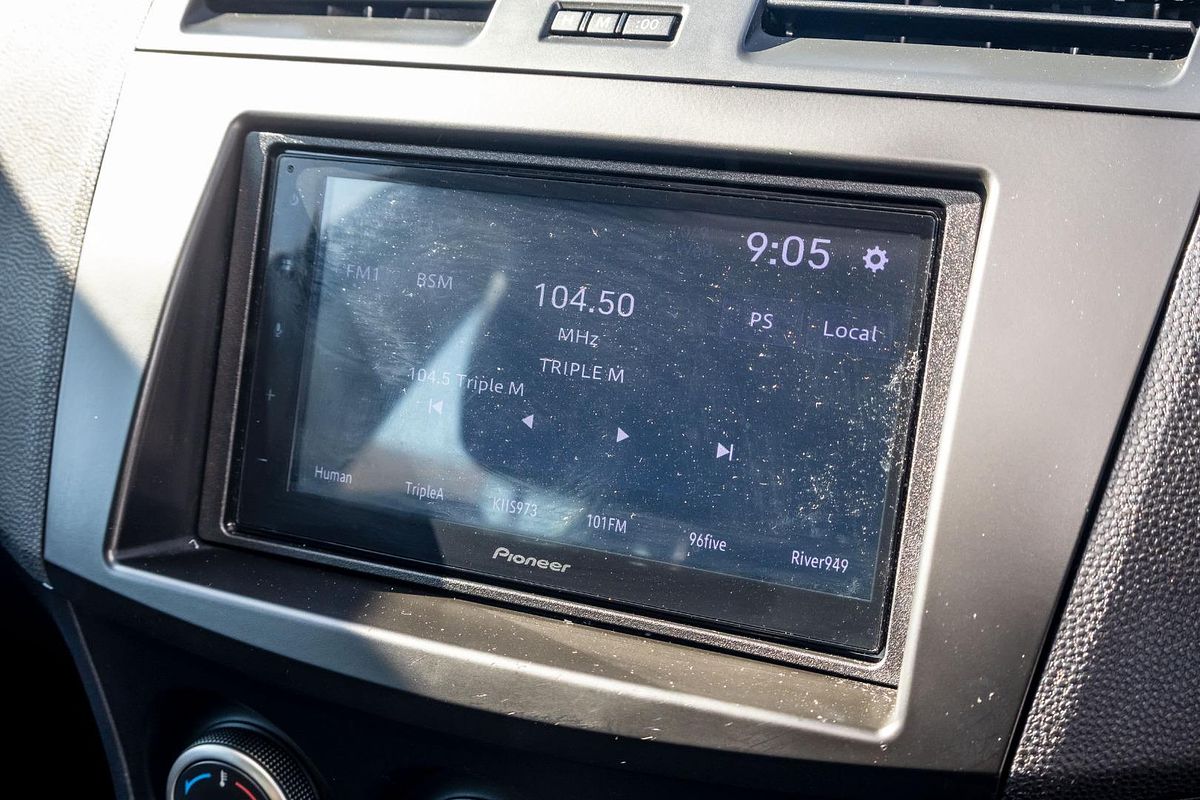 H M :00
9:05
FM1 BSM 104.50 PS Local
MHz
TRIPLE M
104.5 Triple M
Human TripleA KIIS973 101FM 96five River949
Pioneer